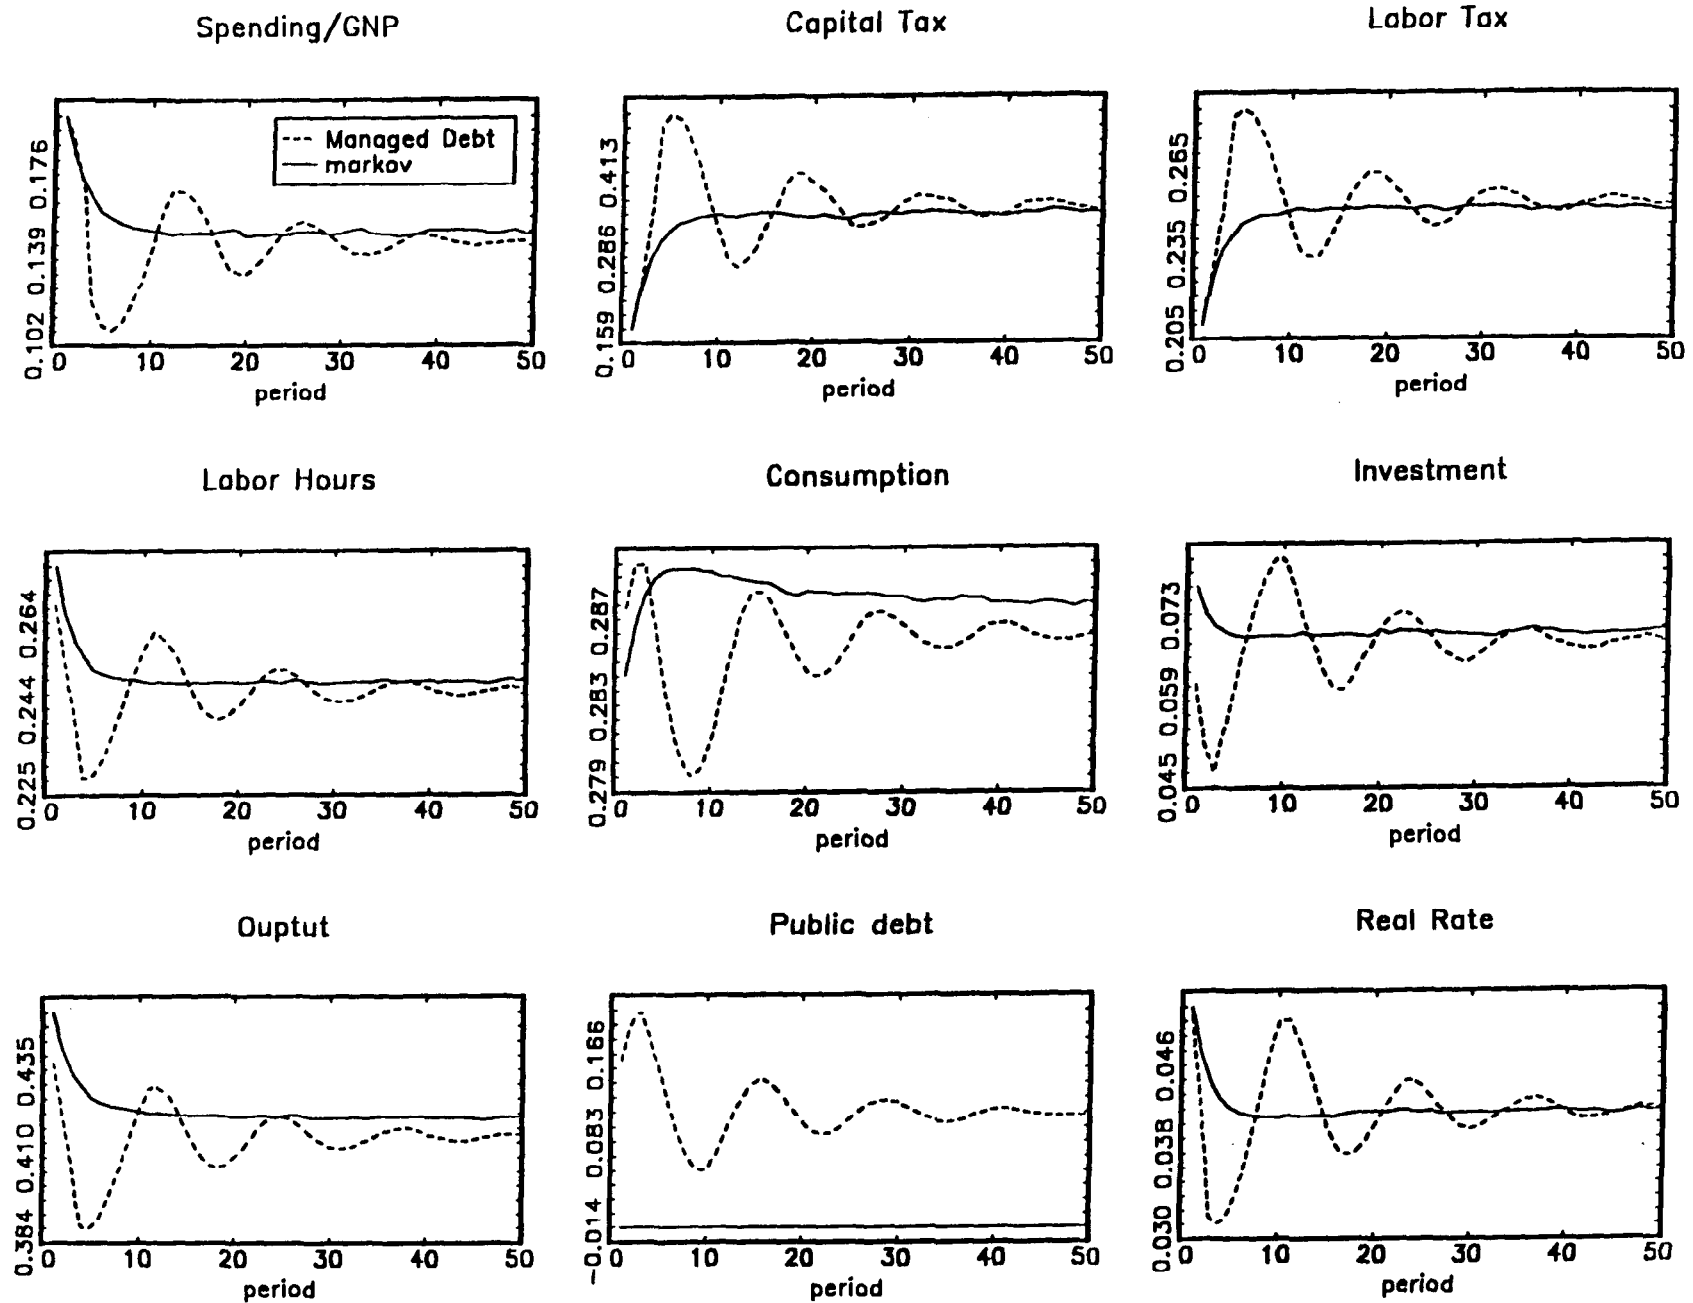 Spending/GNP
Managed Debt
markov
0.102 0.139 0.176
0 10 20 30 40 50
period
Capital Tax
0.159 0.286 0.413
0 10 20 30 40 50
period
Labor Tax
0.205 0.235 0.265
0 10 20 30 40 50
period
Labor Hours
0.225 0.244 0.264
0 10 20 30 40 50
period
Consumption
0.279 0.283 0.287
0 10 20 30 40 50
period
Investment
0.045 0.059 0.073
0 10 20 30 40 50
period
Ouptut
0.384 0.410 0.435
0 10 20 30 40 50
period
Public debt
-0.014 0.083 0.166
0 10 20 30 40 50
period
Real Rate
0.030 0.038 0.046
0 10 20 30 40 50
period